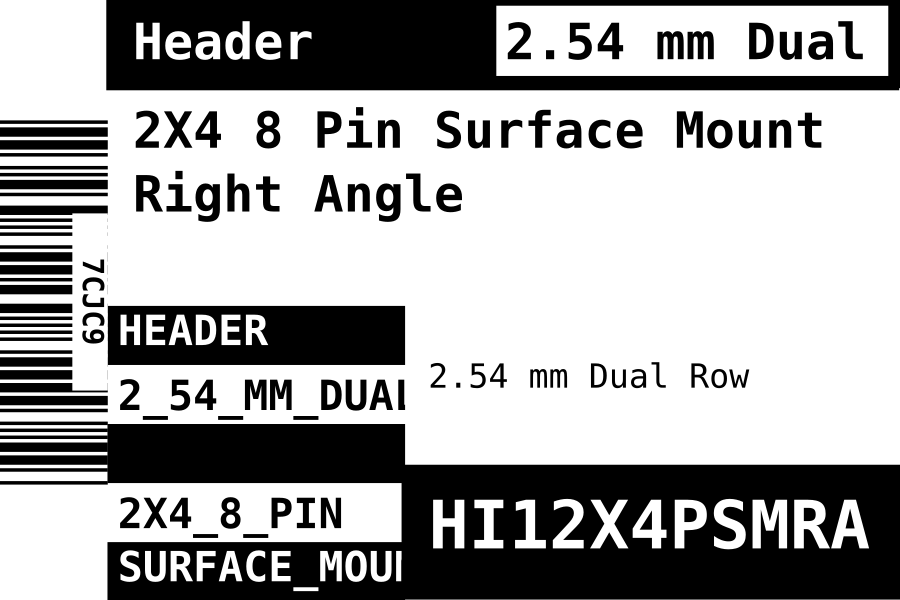 Header
2.54 mm Dual
2X4 8 Pin Surface Mount
Right Angle
7CJC9
HEADER
2_54_MM_DUAL
2.54 mm Dual Row
2X4_8_PIN
SURFACE_MOUN
HI12X4PSMRA